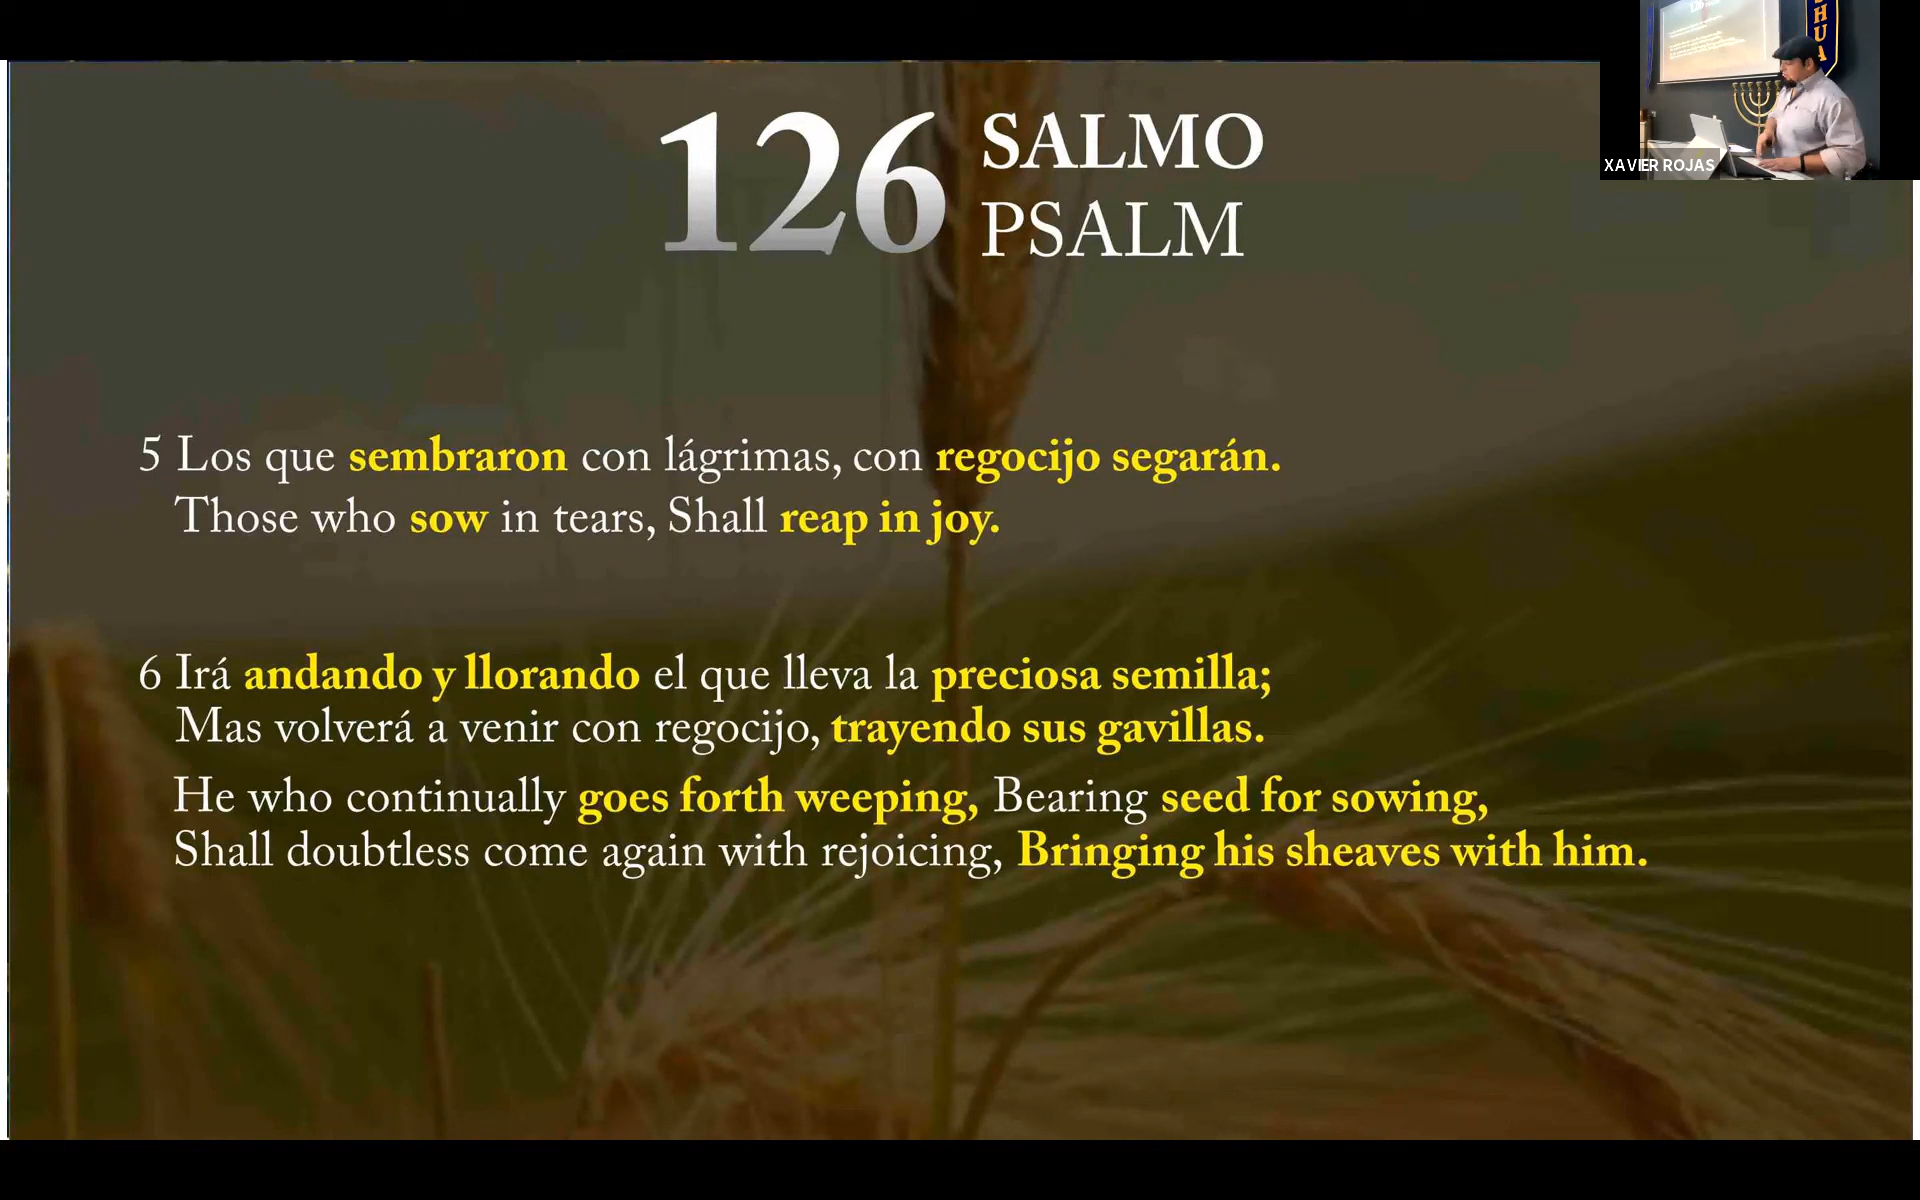 126 SALMO
PSALM
XAVIER ROJAS
HUA
5 Los que sembraron con lágrimas, con regocijo segarán.
Those who sow in tears, Shall reap in joy.
6 Irá andando y llorando el que lleva la preciosa semilla;
Mas volverá a venir con regocijo, trayendo sus gavillas.
He who continually goes forth weeping, Bearing seed for sowing,
Shall doubtless come again with rejoicing, Bringing his sheaves with him.